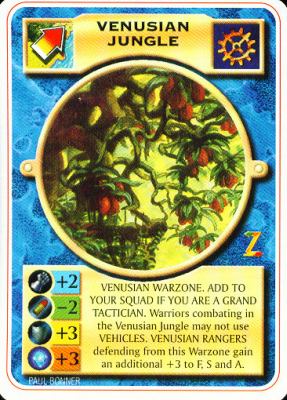 VENUSIAN
JUNGLE
Z
+2
-2
+3
+3
VENUSIAN WARZONE. ADD TO
YOUR SQUAD IF YOU ARE A GRAND
TACTICIAN. Warriors combating in
the Venusian Jungle may not use
VEHICLES. VENUSIAN RANGERS
defending from this Warzone gain
an additional +3 to F, S and A.
PAUL BONNER